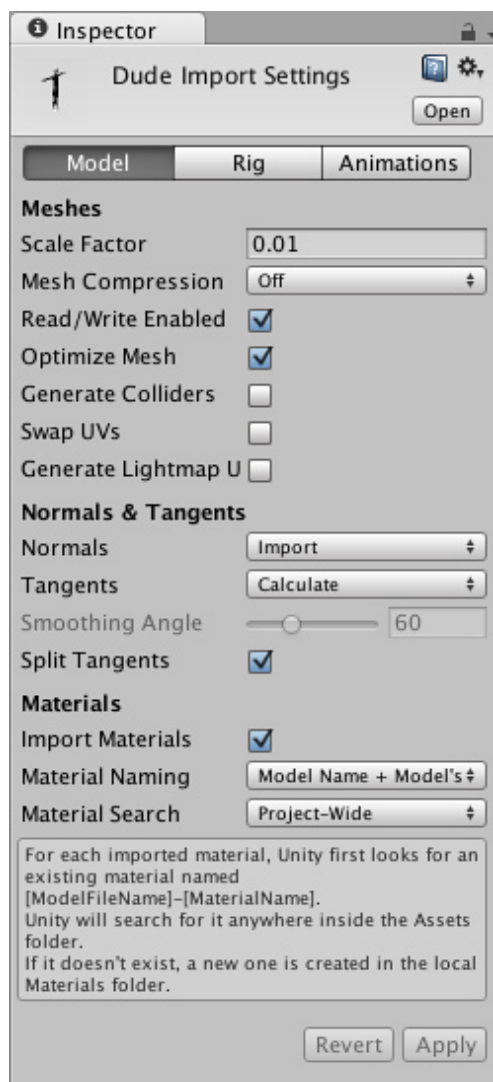 Inspector
Dude Import Settings
Open
Model Rig Animations
Meshes
Scale Factor 0.01
Mesh Compression Off
Read/Write Enabled
Optimize Mesh
Generate Colliders
Swap UVs
Generate Lightmap U
Normals & Tangents
Normals Import
Tangents Calculate
Smoothing Angle 60
Split Tangents
Materials
Import Materials
Material Naming Model Name + Model's
Material Search Project-Wide
For each imported material, Unity first looks for an
existing material named
[ModelFileName]-[MaterialName].
Unity will search for it anywhere inside the Assets
folder.
If it doesn't exist, a new one is created in the local
Materials folder.
Revert Apply